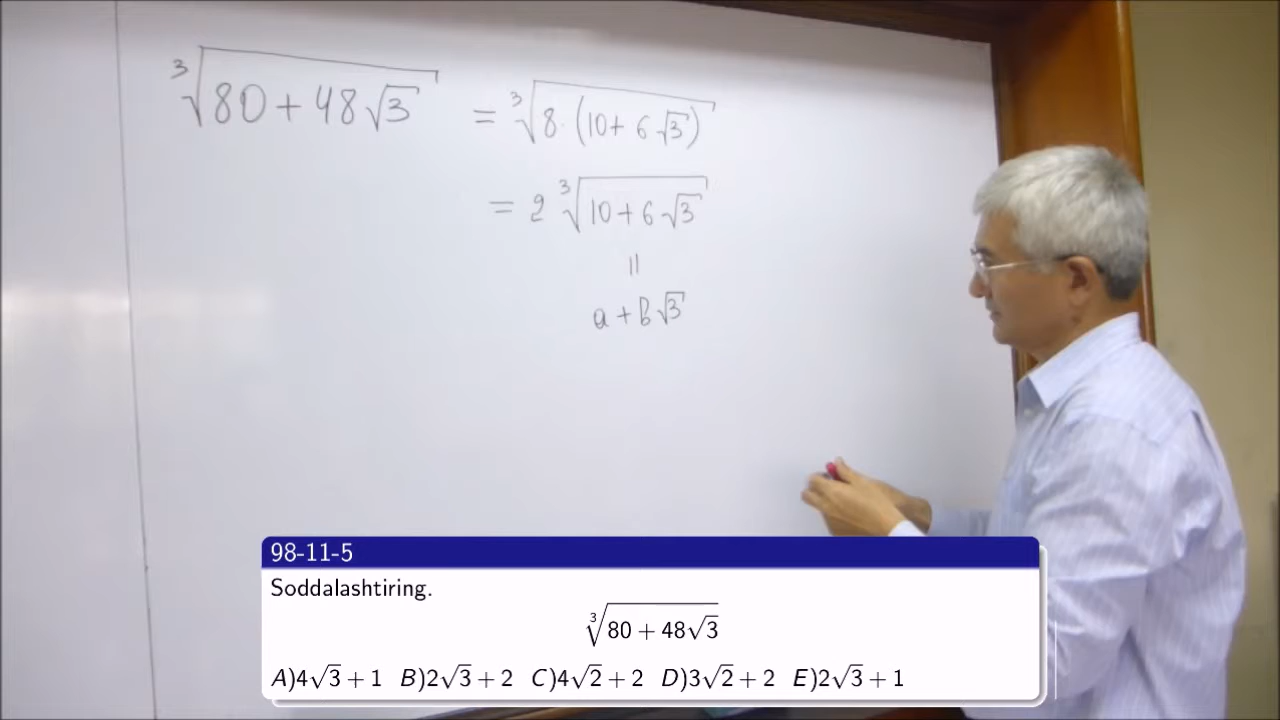 ∛(80 + 48√3) = ∛(8·(10 + 6√3))
= 2 ∛(10 + 6√3)
=
a + b√3
98-11-5
Soddalashtiring.
∛(80 + 48√3)
A)4√3 + 1 B)2√3 + 2 C)4√2 + 2 D)3√2 + 2 E)2√3 + 1